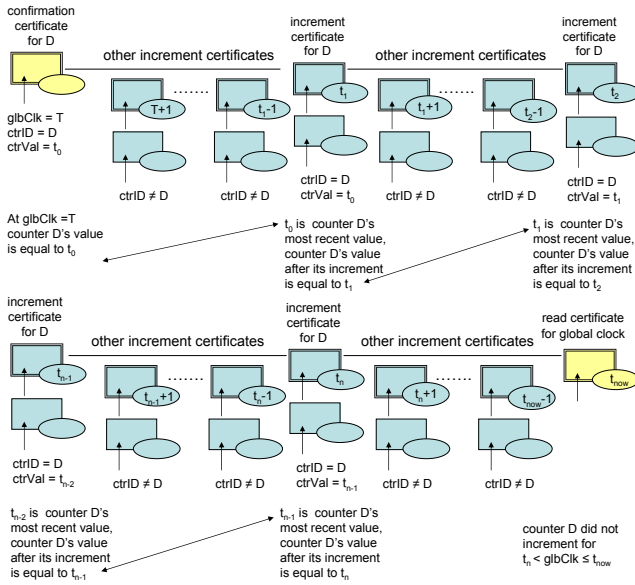 confirmation
certificate
for D
other increment certificates
increment
certificate
for D
other increment certificates
increment
certificate
for D
T+1
........
t1-1
t1
t1+1
........
t2-1
t2
glbClk = T
ctrID = D
ctrVal = t0
ctrID ≠ D
ctrID ≠ D
ctrID = D
ctrVal = t0
ctrID ≠ D
ctrID ≠ D
ctrID = D
ctrVal = t1
At glbClk =T
counter D's value
is equal to t0
t0 is counter D's
most recent value,
counter D's value
after its increment
is equal to t1
t1 is counter D's
most recent value,
counter D's value
after its increment
is equal to t2
increment
certificate
for D
other increment certificates
increment
certificate
for D
other increment certificates
read certificate
for global clock
tn-1
tn-1+1
........
tn-1
tn
tn+1
........
tnow-1
tnow
ctrID = D
ctrVal = tn-2
ctrID ≠ D
ctrID ≠ D
ctrID = D
ctrVal = tn-1
ctrID ≠ D
ctrID ≠ D
tn-2 is counter D's
most recent value,
counter D's value
after its increment
is equal to tn-1
tn-1 is counter D's
most recent value,
counter D's value
after its increment
is equal to tn
counter D did not
increment for
tn < glbClk ≤ tnow